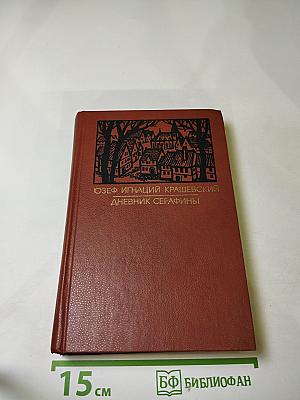 ЮЗЕФ ИГНАЦИЙ КРАШЕВСКИЙ
ДНЕВНИК СЕРАФИНЫ
15 см
БФ БИБЛИОФАН